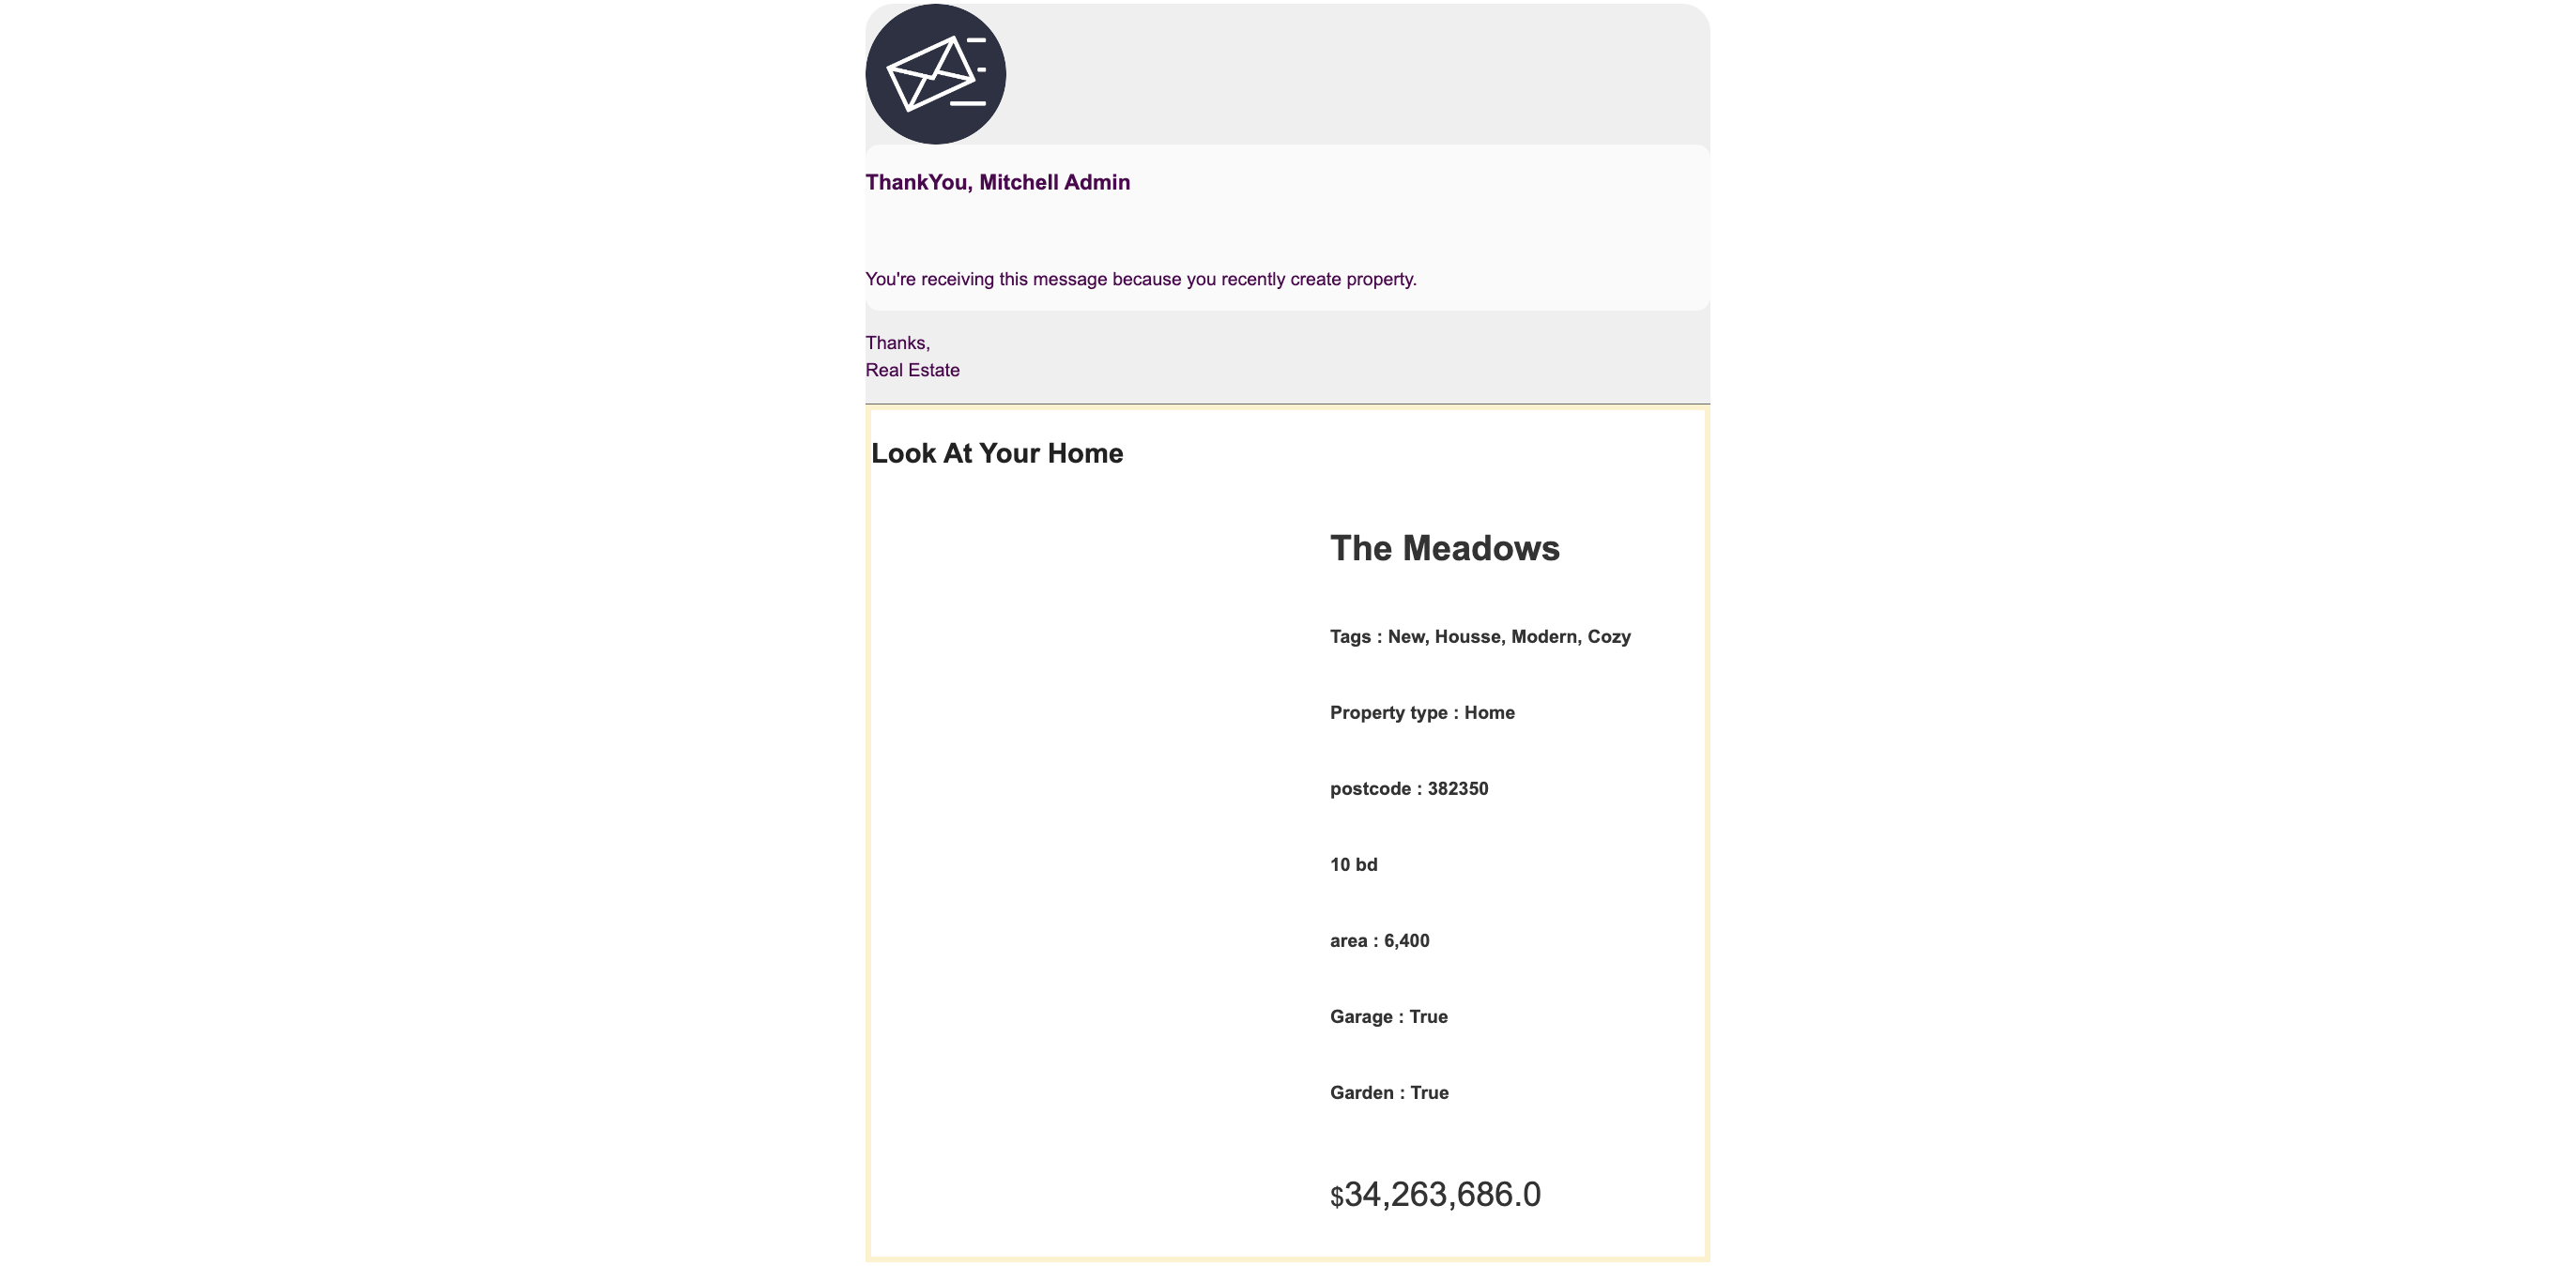 ThankYou, Mitchell Admin
You're receiving this message because you recently create property.
Thanks,
Real Estate
Look At Your Home
The Meadows
Tags : New, Housse, Modern, Cozy
Property type : Home
postcode : 382350
10 bd
area : 6,400
Garage : True
Garden : True
$34,263,686.0